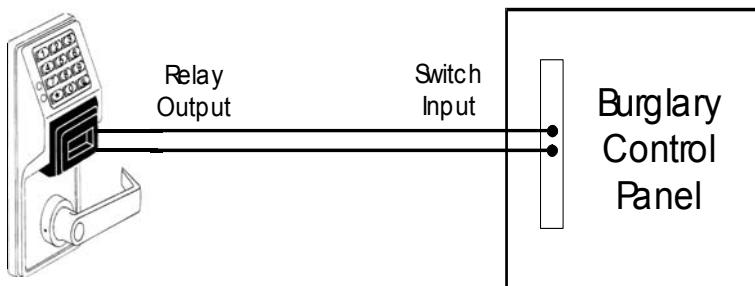 Relay
Output
Switch
Input
Burglary
Control
Panel